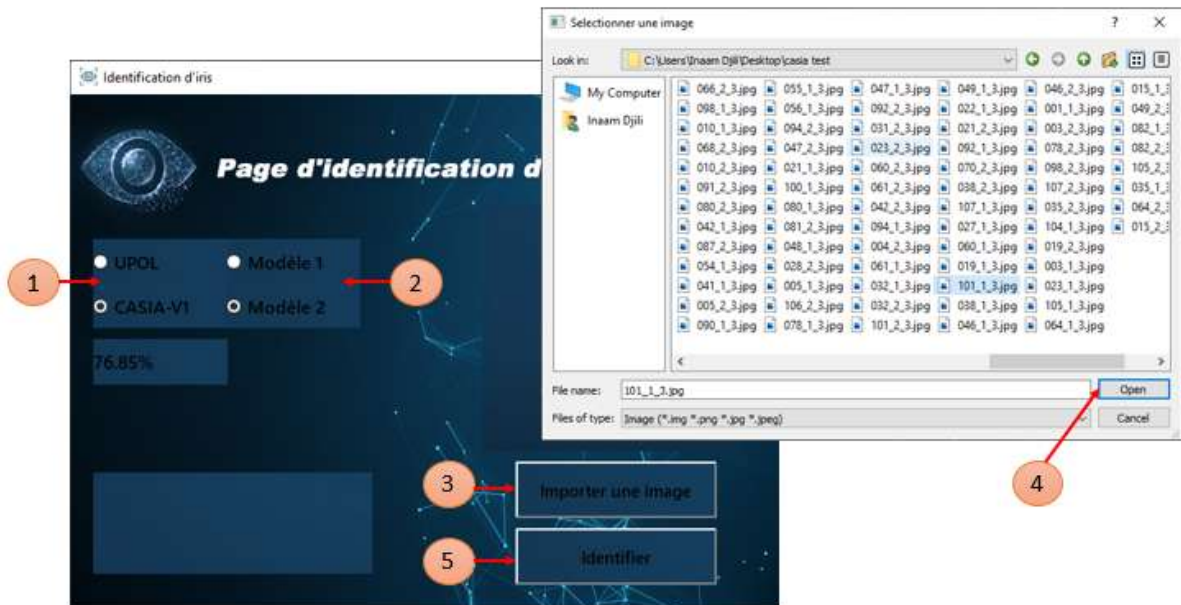 Selectionner une image
Look in: C:\Users\Inaam Djili\Desktop\casia test
My Computer
Inaam Djili
066_2_3.jpg 055_1_3.jpg 047_1_3.jpg 049_1_3.jpg 046_2_3.jpg 015_1_3
098_1_3.jpg 056_1_3.jpg 092_2_3.jpg 022_1_3.jpg 001_1_3.jpg 049_2_3
010_1_3.jpg 094_2_3.jpg 031_2_3.jpg 021_2_3.jpg 003_2_3.jpg 082_1_3
068_2_3.jpg 047_2_3.jpg 023_2_3.jpg 092_1_3.jpg 078_2_3.jpg 082_2_3
010_2_3.jpg 021_1_3.jpg 060_2_3.jpg 070_2_3.jpg 098_2_3.jpg 105_2_3
091_2_3.jpg 100_1_3.jpg 061_2_3.jpg 038_2_3.jpg 107_2_3.jpg 035_1_3
080_2_3.jpg 080_1_3.jpg 042_2_3.jpg 107_1_3.jpg 035_2_3.jpg 064_2_3
042_1_3.jpg 081_2_3.jpg 094_1_3.jpg 027_1_3.jpg 104_1_3.jpg 015_2_3
087_2_3.jpg 048_1_3.jpg 004_2_3.jpg 060_1_3.jpg 019_2_3.jpg
054_1_3.jpg 028_2_3.jpg 061_1_3.jpg 019_1_3.jpg 003_1_3.jpg
041_1_3.jpg 005_1_3.jpg 032_1_3.jpg 101_1_3.jpg 023_1_3.jpg
005_2_3.jpg 106_2_3.jpg 032_2_3.jpg 038_1_3.jpg 105_1_3.jpg
090_1_3.jpg 078_1_3.jpg 101_2_3.jpg 046_1_3.jpg 064_1_3.jpg
File name: 101_1_3.jpg Open
Files of type: Image (*.img *.png *.jpg *.jpeg) Cancel
Identification d'iris
Page d'identification d
UPOL Modèle 1
1 2
CASIA-V1 Modèle 2
76.85%
3 Importer une image 4
5 Identifier